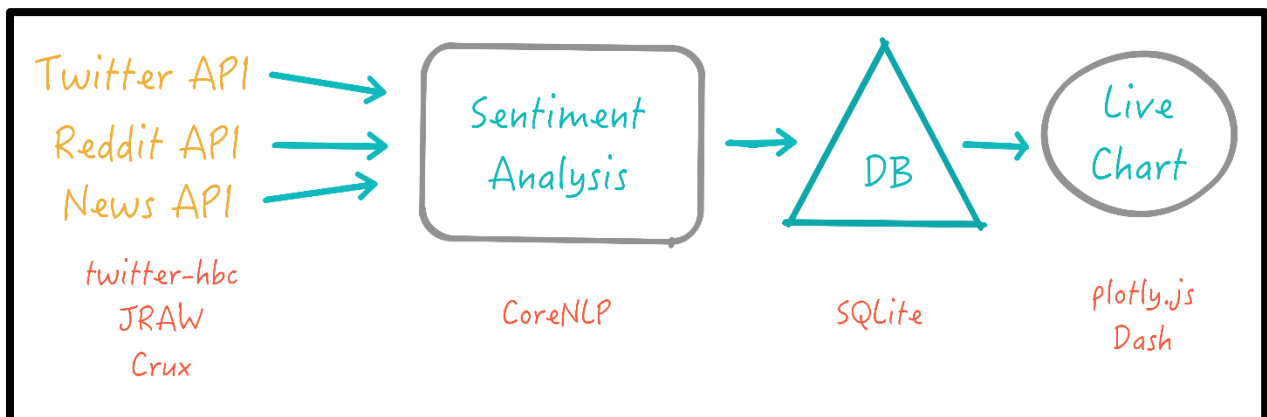 Twitter API
Reddit API
News API
twitter-hbc
JRAW
Crux
Sentiment
Analysis
CoreNLP
DB
SQLite
Live
Chart
plotly.js
Dash